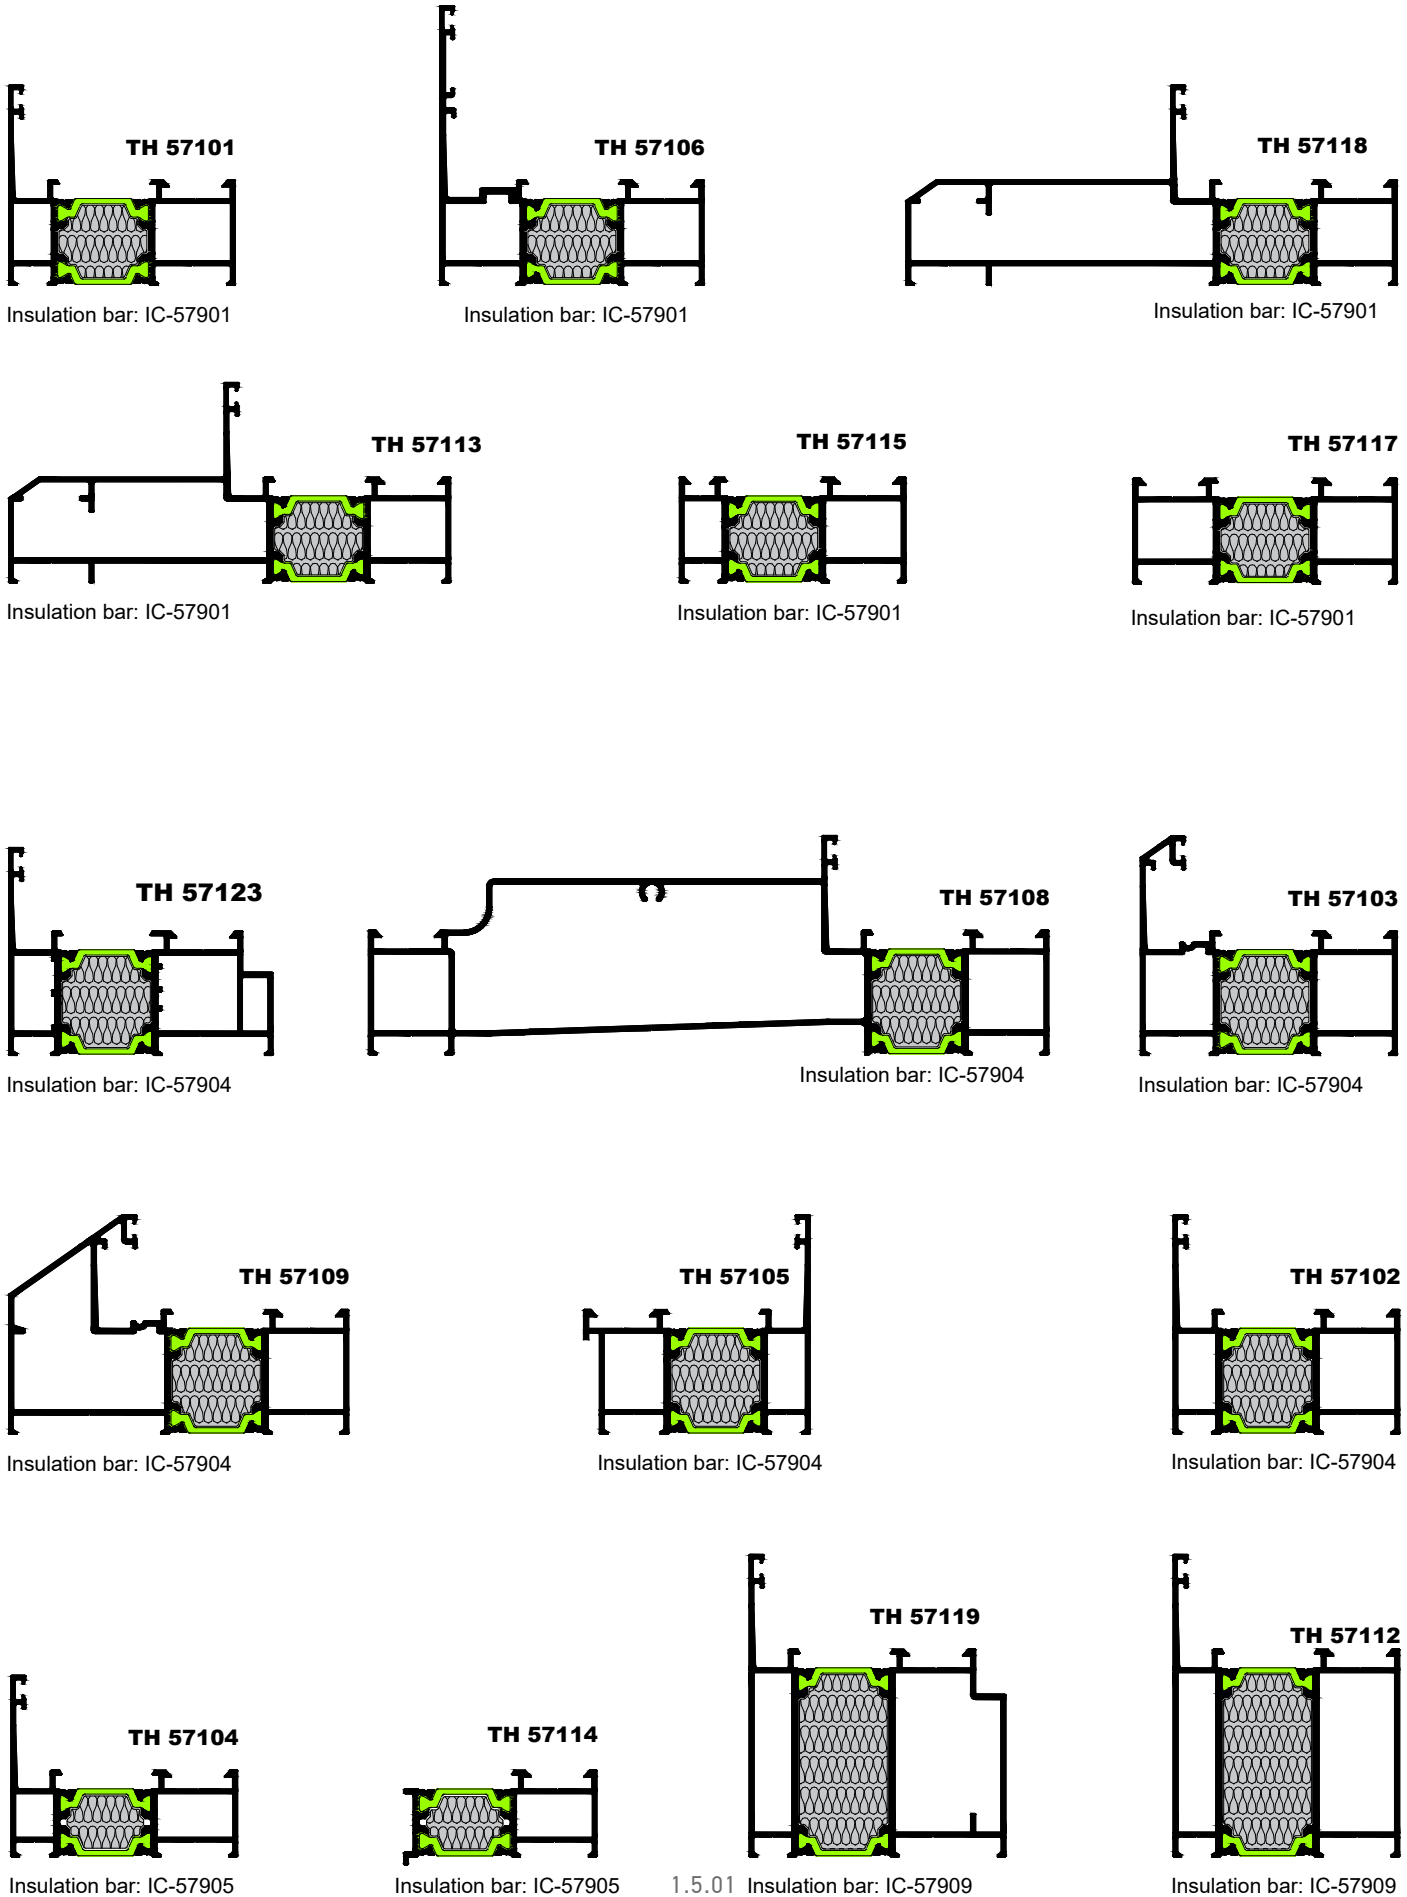 TH 57101
TH 57106
TH 57118
Insulation bar: IC-57901
Insulation bar: IC-57901
Insulation bar: IC-57901
TH 57113
TH 57115
TH 57117
Insulation bar: IC-57901
Insulation bar: IC-57901
Insulation bar: IC-57901
TH 57123
TH 57108
TH 57103
Insulation bar: IC-57904
Insulation bar: IC-57904
Insulation bar: IC-57904
TH 57109
TH 57105
TH 57102
Insulation bar: IC-57904
Insulation bar: IC-57904
Insulation bar: IC-57904
TH 57119
TH 57112
TH 57104
TH 57114
Insulation bar: IC-57905
Insulation bar: IC-57905
1.5.01
Insulation bar: IC-57909
Insulation bar: IC-57909